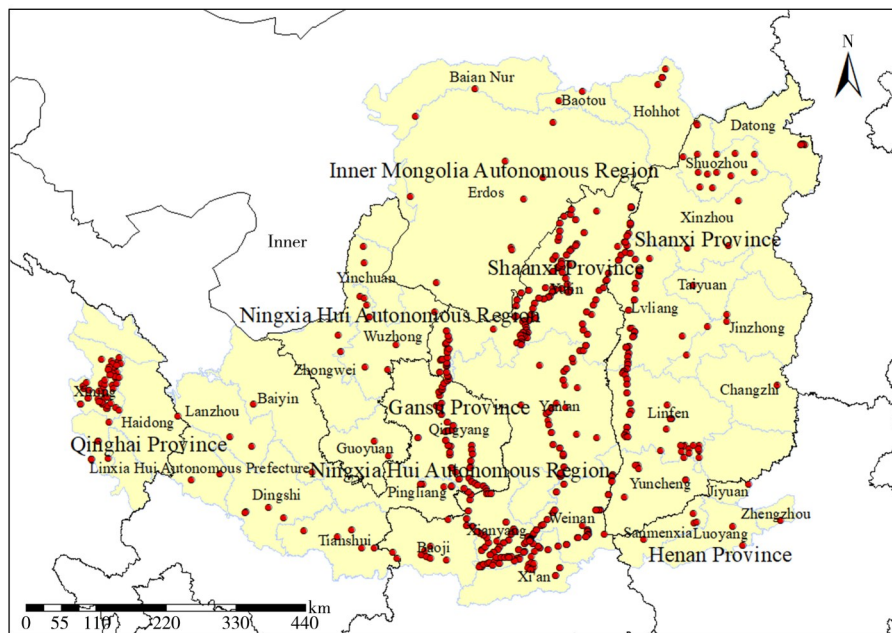 N
Baian Nur
Baotou
Hohhot
Datong
Shuozhou
Inner Mongolia Autonomous Region
Erdos
Xinzhou
Inner
Shanxi Province
Shaanxi Province
Yinchuan
Yulin
Taiyuan
Ningxia Hui Autonomous Region
Lvliang
Wuzhong
Jinzhong
Zhongwei
Xining
Changzhi
Baiyin
Gansu Province
Yan'an
Lanzhou
Linfen
Haidong
Qingyang
Qinghai Province
Guoyuan
Linxia Hui Autonomous Prefecture
Ningxia Hui Autonomous Region
Pingliang
Yuncheng
Jiyuan
Dingshi
Zhengzhou
Weinan
Xianyang
Sanmenxia
Luoyang
Tianshui
Baoji
Henan Province
Xi'an
km
0 55 110 220 330 440